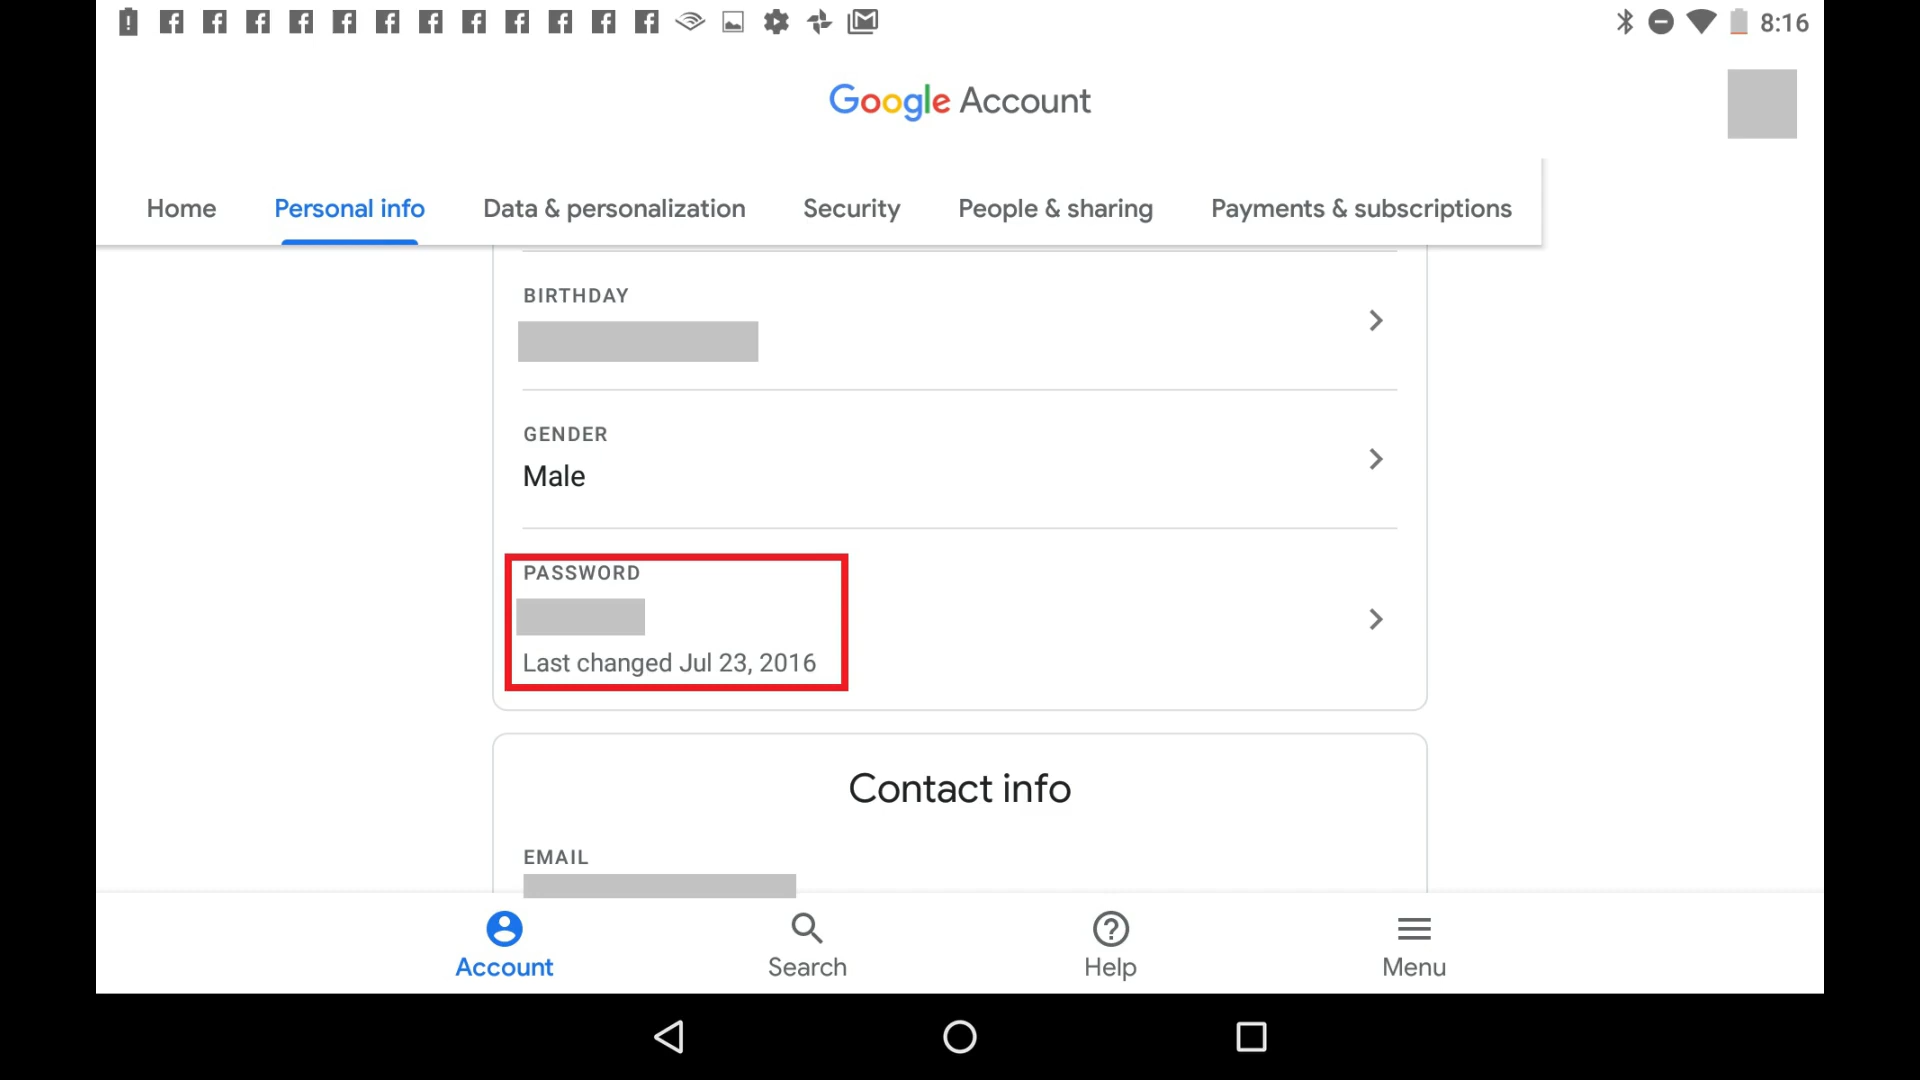 8:16
Google Account
Home Personal info Data & personalization Security People & sharing Payments & subscriptions
BIRTHDAY
GENDER
Male
PASSWORD
Last changed Jul 23, 2016
Contact info
EMAIL
Account Search Help Menu